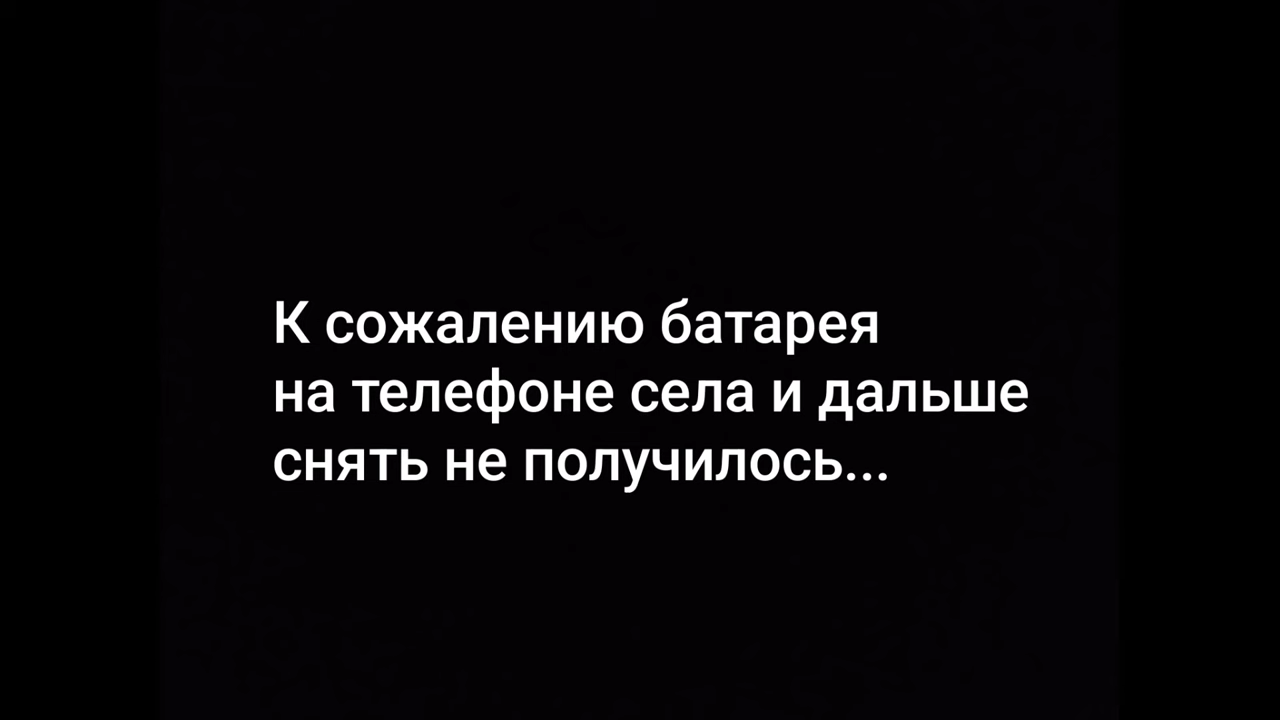 К сожалению батарея
на телефоне села и дальше
снять не получилось...